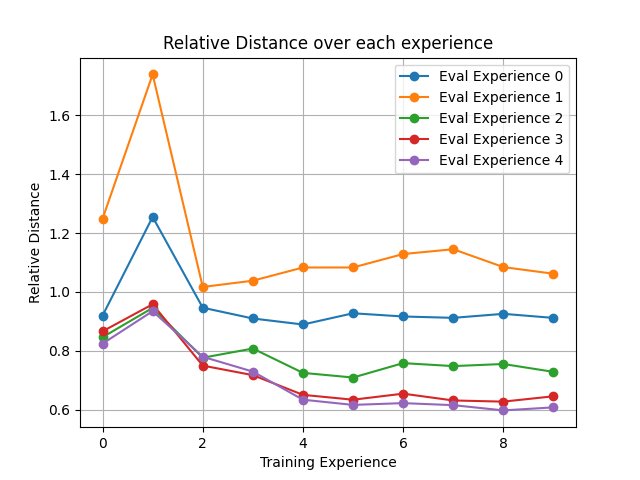 Relative Distance over each experience
Eval Experience 0
Eval Experience 1
Eval Experience 2
Eval Experience 3
Eval Experience 4
Relative Distance
1.6
1.4
1.2
1.0
0.8
0.6
0 2 4 6 8
Training Experience